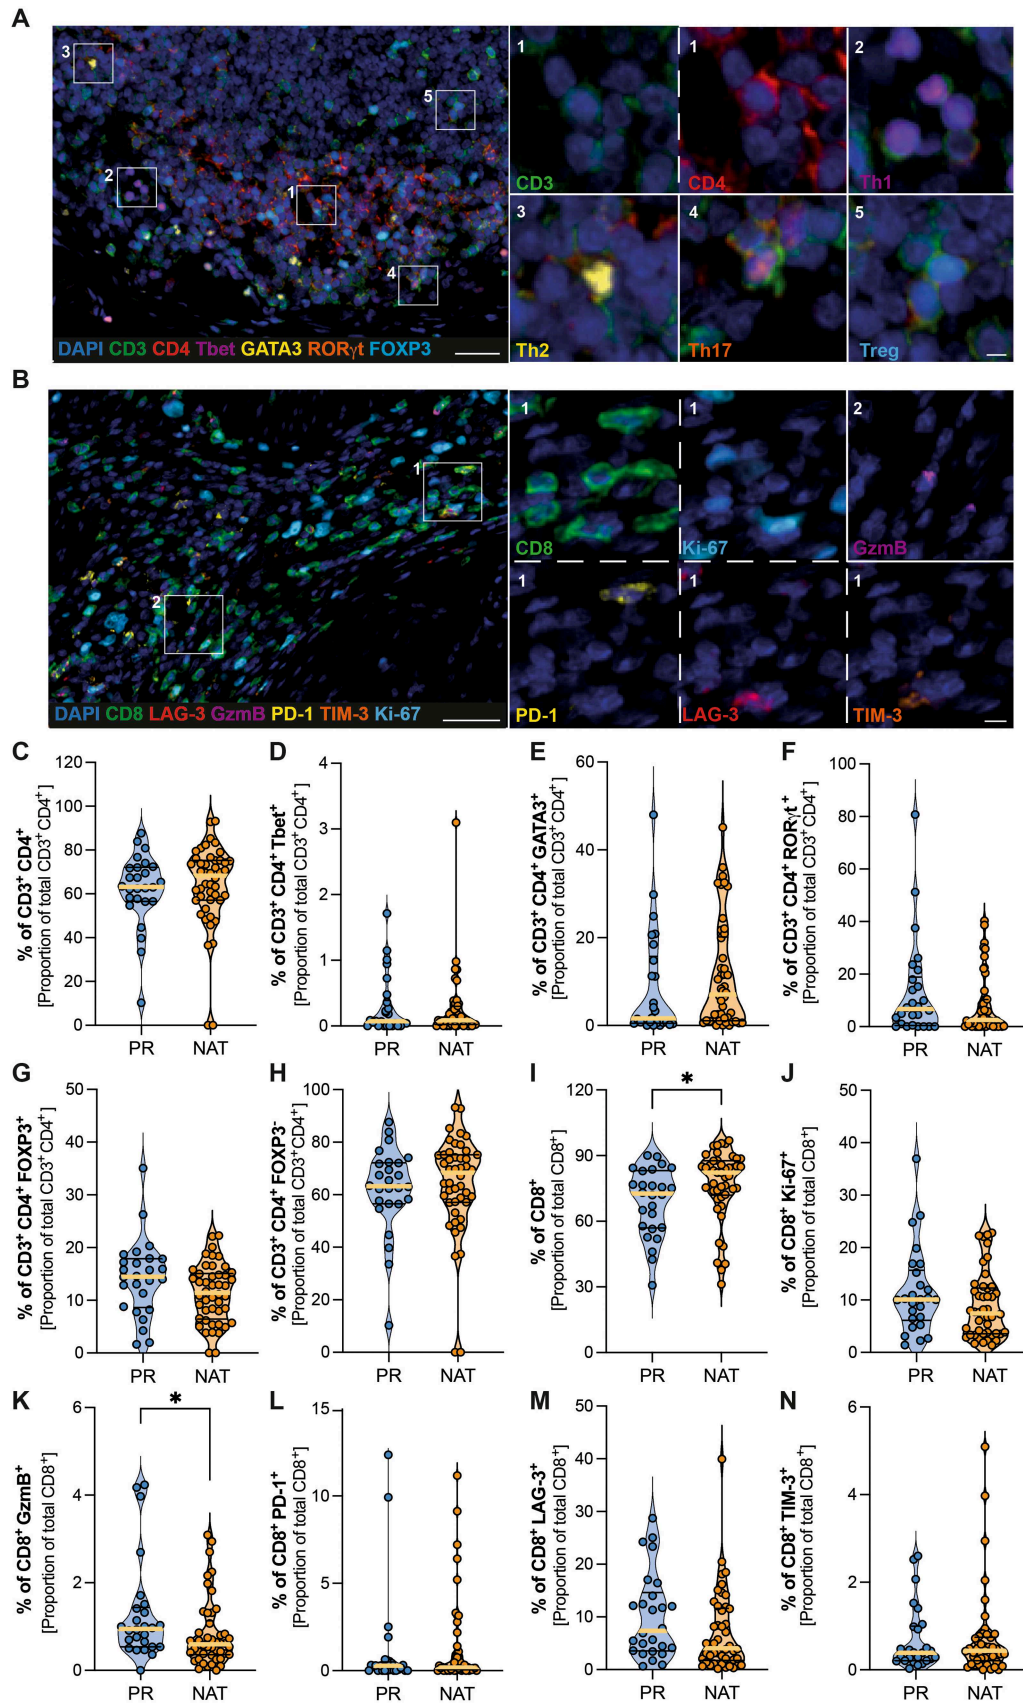 A
3
5
2
1
4
DAPI CD3 CD4 Tbet GATA3 RORγt FOXP3
1
CD3
1
CD4
2
Th1
3
Th2
4
Th17
5
Treg
B
1
2
DAPI CD8 LAG-3 GzmB PD-1 TIM-3 Ki-67
1
CD8
1
Ki-67
2
GzmB
1
PD-1
1
LAG-3
1
TIM-3
C
% of CD3⁺ CD4⁺
[Proportion of total CD3⁺ CD4⁺]
120
100
80
60
40
20
0
PR NAT
D
% of CD3⁺ CD4⁺ Tbet⁺
[Proportion of total CD3⁺ CD4⁺]
4
3
2
1
0
PR NAT
E
% of CD3⁺ CD4⁺ GATA3⁺
[Proportion of total CD3⁺ CD4⁺]
60
40
20
0
PR NAT
F
% of CD3⁺ CD4⁺ RORγt⁺
[Proportion of total CD3⁺ CD4⁺]
100
80
60
40
20
0
PR NAT
G
% of CD3⁺ CD4⁺ FOXP3⁺
[Proportion of total CD3⁺ CD4⁺]
50
40
30
20
10
0
PR NAT
H
% of CD3⁺ CD4⁺ FOXP3⁻
[Proportion of total CD3⁺ CD4⁺]
100
80
60
40
20
0
PR NAT
I
% of CD8⁺
[Proportion of total CD8⁺]
120
90
60
30
0
*
PR NAT
J
% of CD8⁺ Ki-67⁺
[Proportion of total CD8⁺]
50
40
30
20
10
0
PR NAT
K
% of CD8⁺ GzmB⁺
[Proportion of total CD8⁺]
6
4
2
0
*
PR NAT
L
% of CD8⁺ PD-1⁺
[Proportion of total CD8⁺]
15
10
5
0
PR NAT
M
% of CD8⁺ LAG-3⁺
[Proportion of total CD8⁺]
50
40
30
20
10
0
PR NAT
N
% of CD8⁺ TIM-3⁺
[Proportion of total CD8⁺]
6
4
2
0
PR NAT